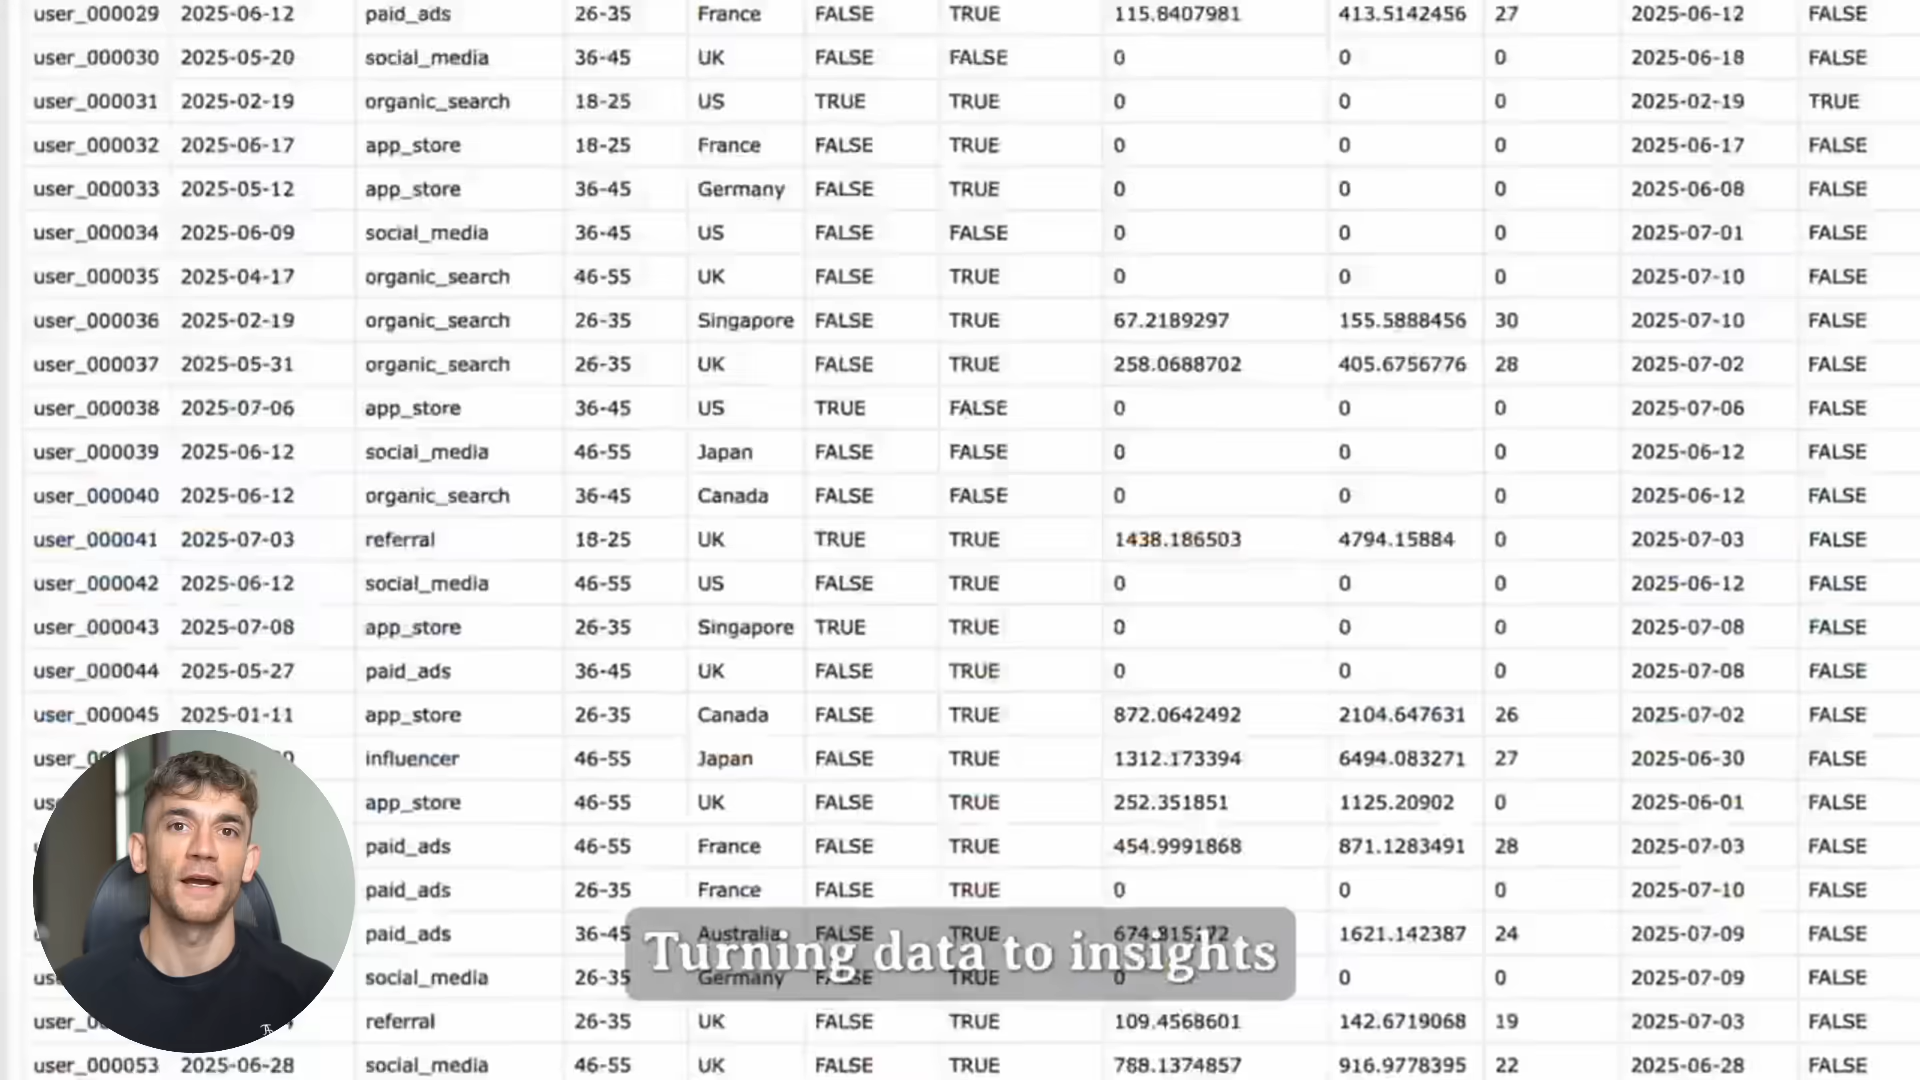 user_000029 2025-06-12 paid_ads 26-35 France FALSE TRUE 115.8407981 413.5142456 27 2025-06-12 FALSE
user_000030 2025-05-20 social_media 36-45 UK FALSE FALSE 0 0 0 2025-06-18 FALSE
user_000031 2025-02-19 organic_search 18-25 US TRUE TRUE 0 0 0 2025-02-19 TRUE
user_000032 2025-06-17 app_store 18-25 France FALSE TRUE 0 0 0 2025-06-17 FALSE
user_000033 2025-05-12 app_store 36-45 Germany FALSE TRUE 0 0 0 2025-06-08 FALSE
user_000034 2025-06-09 social_media 36-45 US FALSE FALSE 0 0 0 2025-07-01 FALSE
user_000035 2025-04-17 organic_search 46-55 UK FALSE TRUE 0 0 0 2025-07-10 FALSE
user_000036 2025-02-19 organic_search 26-35 Singapore FALSE TRUE 67.2189297 155.5888456 30 2025-07-10 FALSE
user_000037 2025-05-31 organic_search 26-35 UK FALSE TRUE 258.0688702 405.6756776 28 2025-07-02 FALSE
user_000038 2025-07-06 app_store 36-45 US TRUE FALSE 0 0 0 2025-07-06 FALSE
user_000039 2025-06-12 social_media 46-55 Japan FALSE FALSE 0 0 0 2025-06-12 FALSE
user_000040 2025-06-12 organic_search 36-45 Canada FALSE FALSE 0 0 0 2025-06-12 FALSE
user_000041 2025-07-03 referral 18-25 UK TRUE TRUE 1438.186503 4794.15884 0 2025-07-03 FALSE
user_000042 2025-06-12 social_media 46-55 US FALSE TRUE 0 0 0 2025-06-12 FALSE
user_000043 2025-07-08 app_store 26-35 Singapore TRUE TRUE 0 0 0 2025-07-08 FALSE
user_000044 2025-05-27 paid_ads 36-45 UK FALSE TRUE 0 0 0 2025-07-08 FALSE
user_000045 2025-01-11 app_store 26-35 Canada FALSE TRUE 872.0642492 2104.647631 26 2025-07-02 FALSE
influencer 46-55 Japan FALSE TRUE 1312.173394 6494.083271 27 2025-06-30 FALSE
app_store 46-55 UK FALSE TRUE 252.351851 1125.20902 0 2025-06-01 FALSE
paid_ads 46-55 France FALSE TRUE 454.9991868 871.1283491 28 2025-07-03 FALSE
paid_ads 26-35 France FALSE TRUE 0 0 0 2025-07-10 FALSE
paid_ads 36-45 Australia FALSE TRUE 1621.142387 24 2025-07-09 FALSE
Turning data to insights
social_media 26-35 Germany FALSE TRUE 0 0 0 2025-07-09 FALSE
referral 26-35 UK FALSE TRUE 109.4568601 142.6719068 19 2025-07-03 FALSE
user_000053 2025-06-28 social_media 46-55 UK FALSE TRUE 788.1374857 916.9778395 22 2025-06-28 FALSE